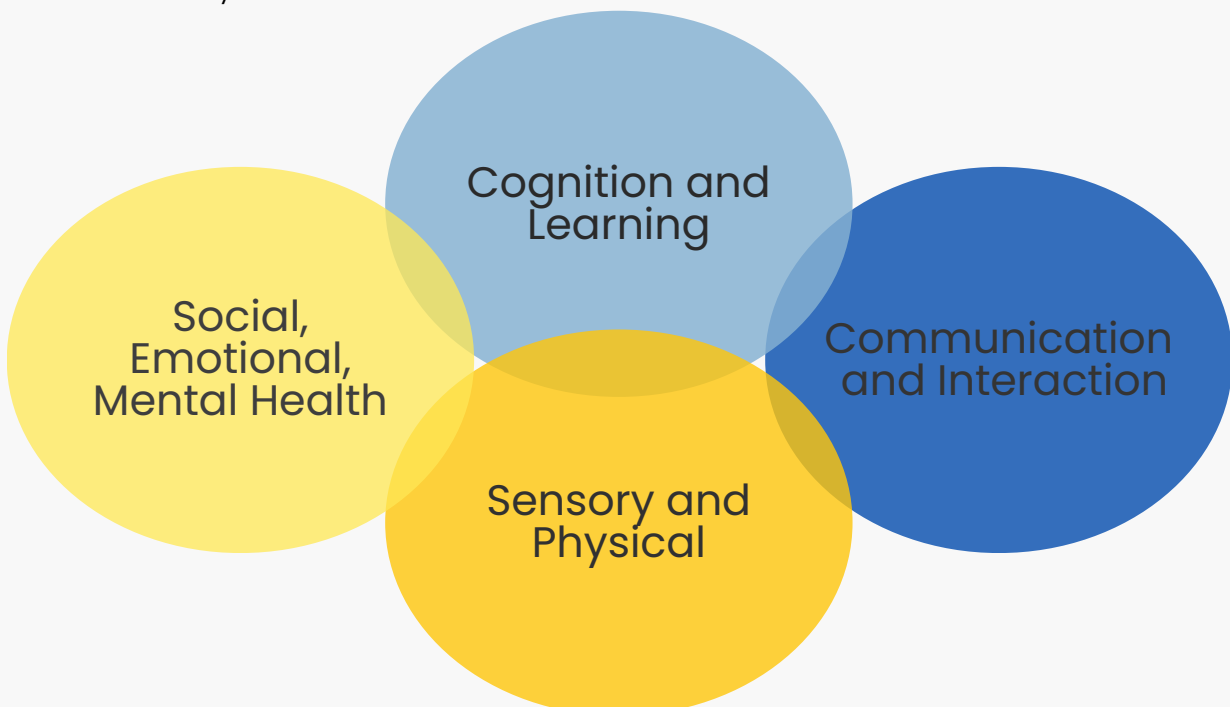 Cognition and
Learning
Social,
Emotional,
Mental Health
Communication
and Interaction
Sensory and
Physical